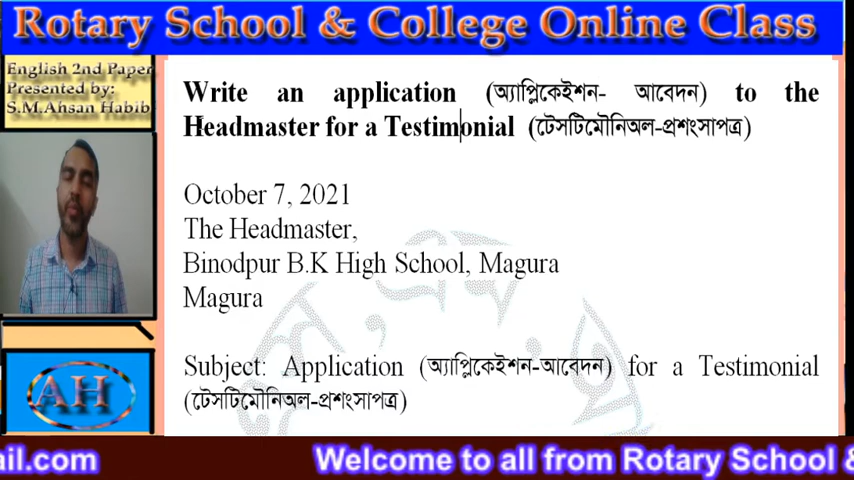 Rotary School & College Online Class
English 2nd Paper
Presented by:
S.M.Ahsan Habib
Write an application (অ্যাপ্লিকেইশন- আবেদন) to the
Headmaster for a Testimonial (টেসটিমৌনিঅল-প্রশংসাপত্র)
October 7, 2021
The Headmaster,
Binodpur B.K High School, Magura
Magura
Subject: Application (অ্যাপ্লিকেইশন-আবেদন) for a Testimonial
(টেসটিমৌনিঅল-প্রশংসাপত্র)
AH
ail.com Welcome to all from Rotary School &